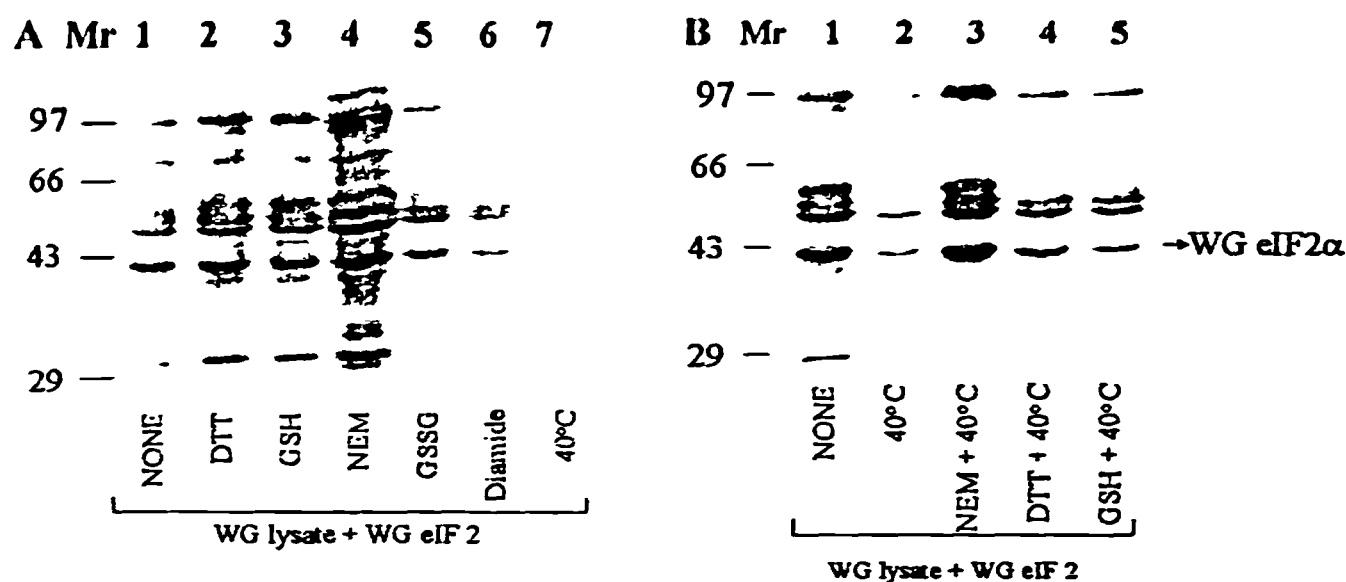 A Mr 1 2 3 4 5 6 7
97
66
43
29
NONE
DTT
GSH
NEM
GSSG
Diamide
40°C
WG lysate + WG eIF 2
B Mr 1 2 3 4 5
97
66
43
29
→WG eIF2α
NONE
40°C
NEM + 40°C
DTT + 40°C
GSH + 40°C
WG lysate + WG eIF 2